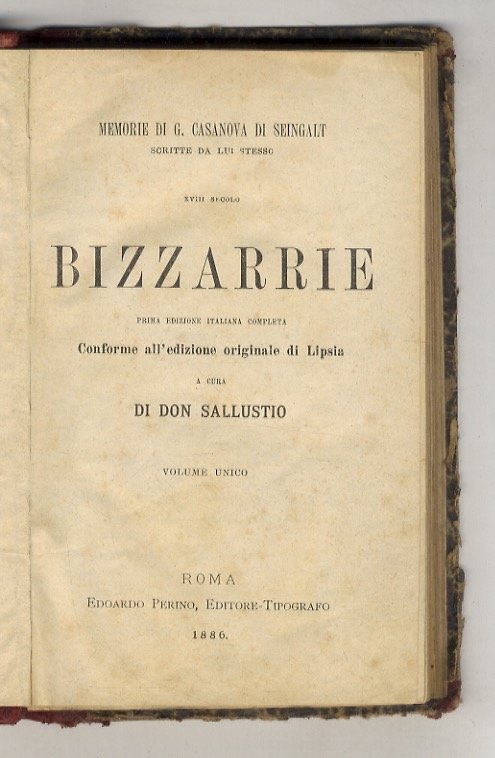 MEMORIE DI G. CASANOVA DI SEINGALT
SCRITTE DA LUI STESSO
XVIII SECOLO
BIZZARRIE
PRIMA EDIZIONE ITALIANA COMPLETA
Conforme all'edizione originale di Lipsia
A CURA
DI DON SALLUSTIO
VOLUME UNICO
ROMA
EDOARDO PERINO, EDITORE-TIPOGRAFO
1886.